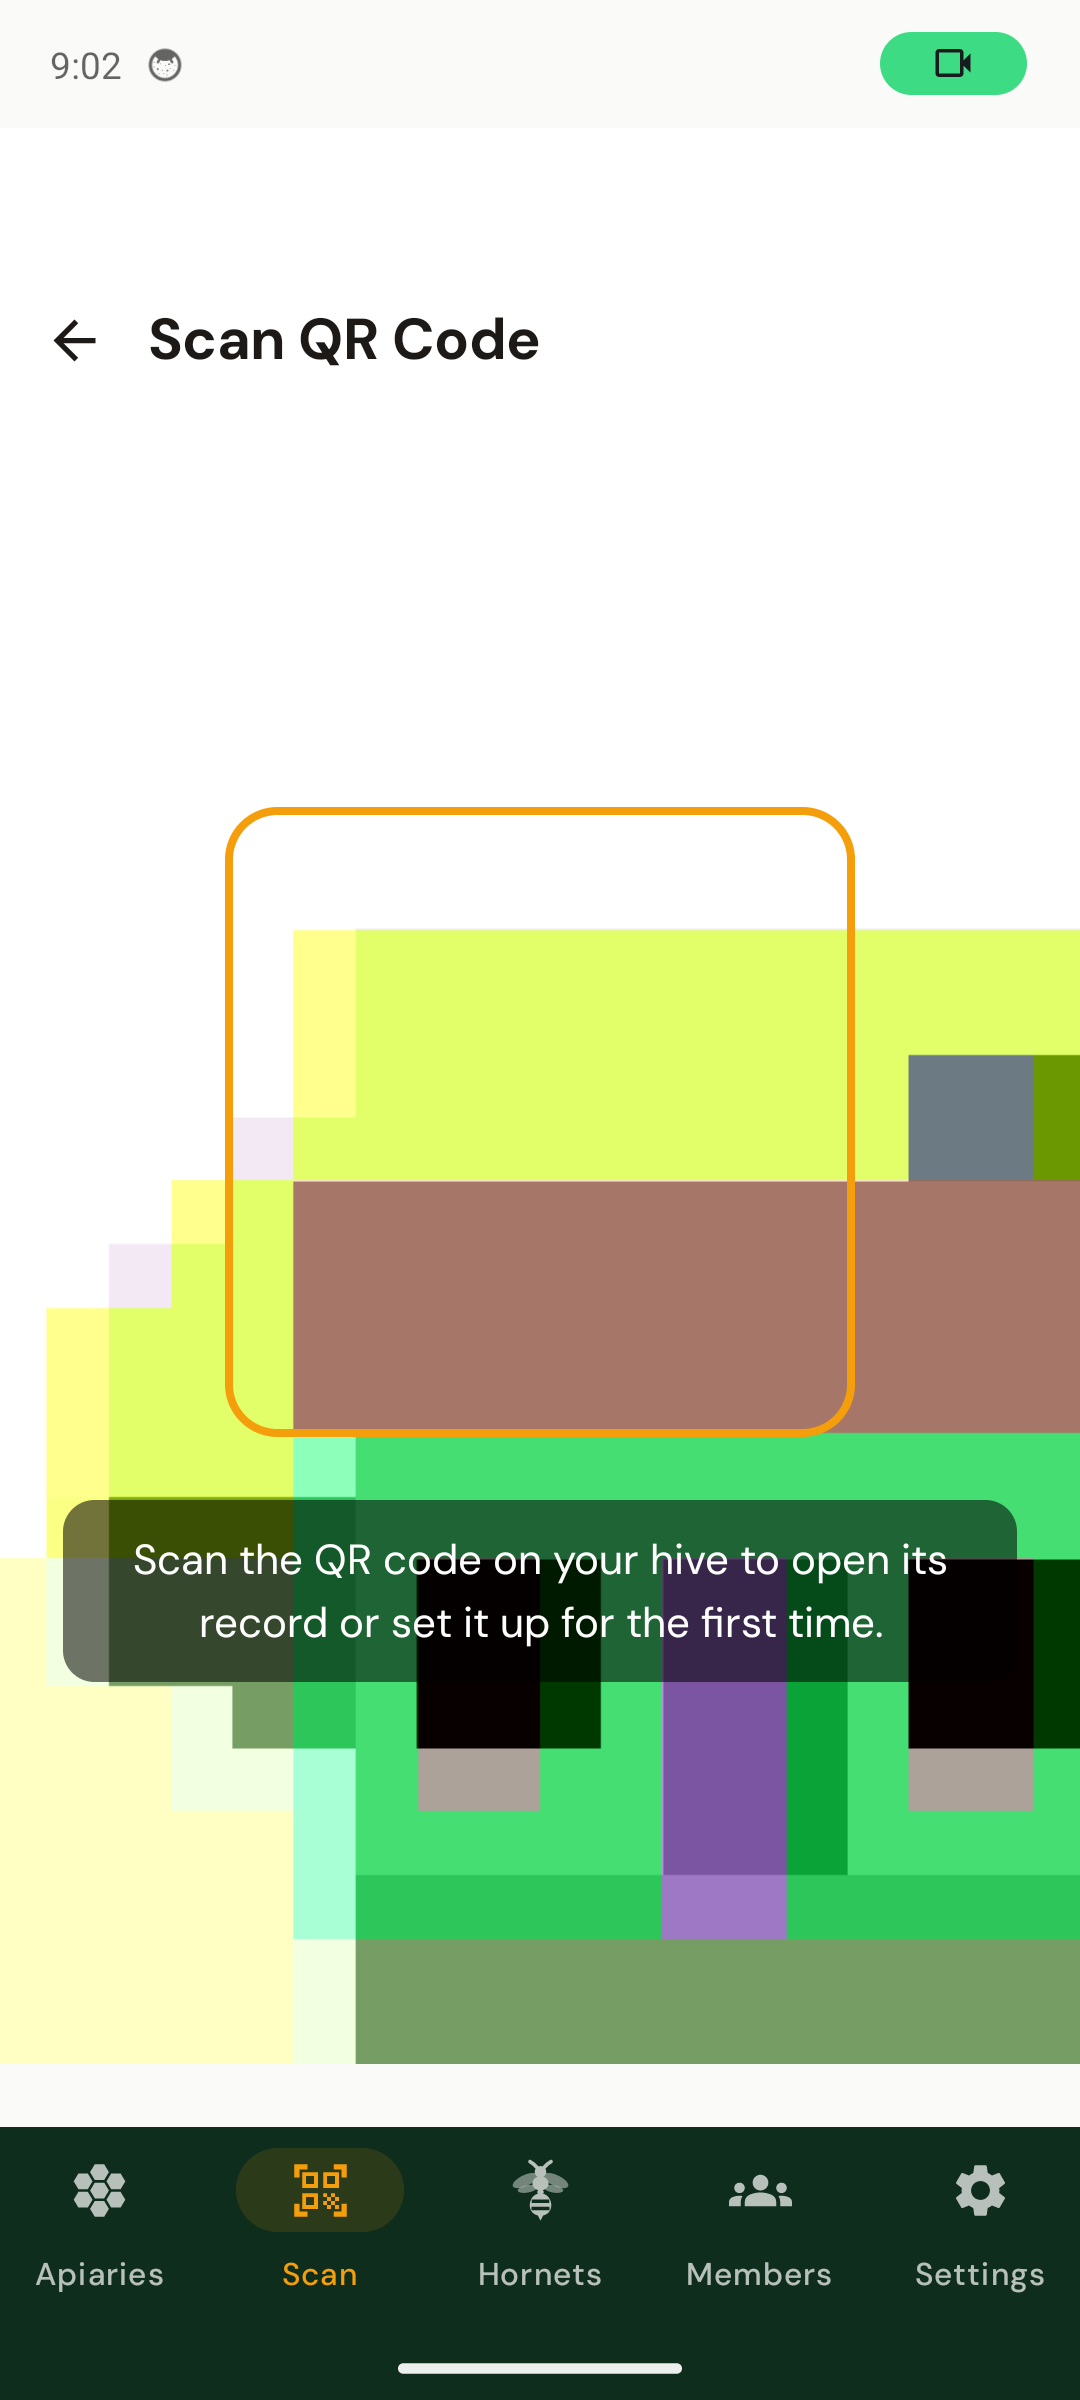 9:02
Scan QR Code
Scan the QR code on your hive to open its
record or set it up for the first time.
Apiaries
Scan
Hornets
Members
Settings